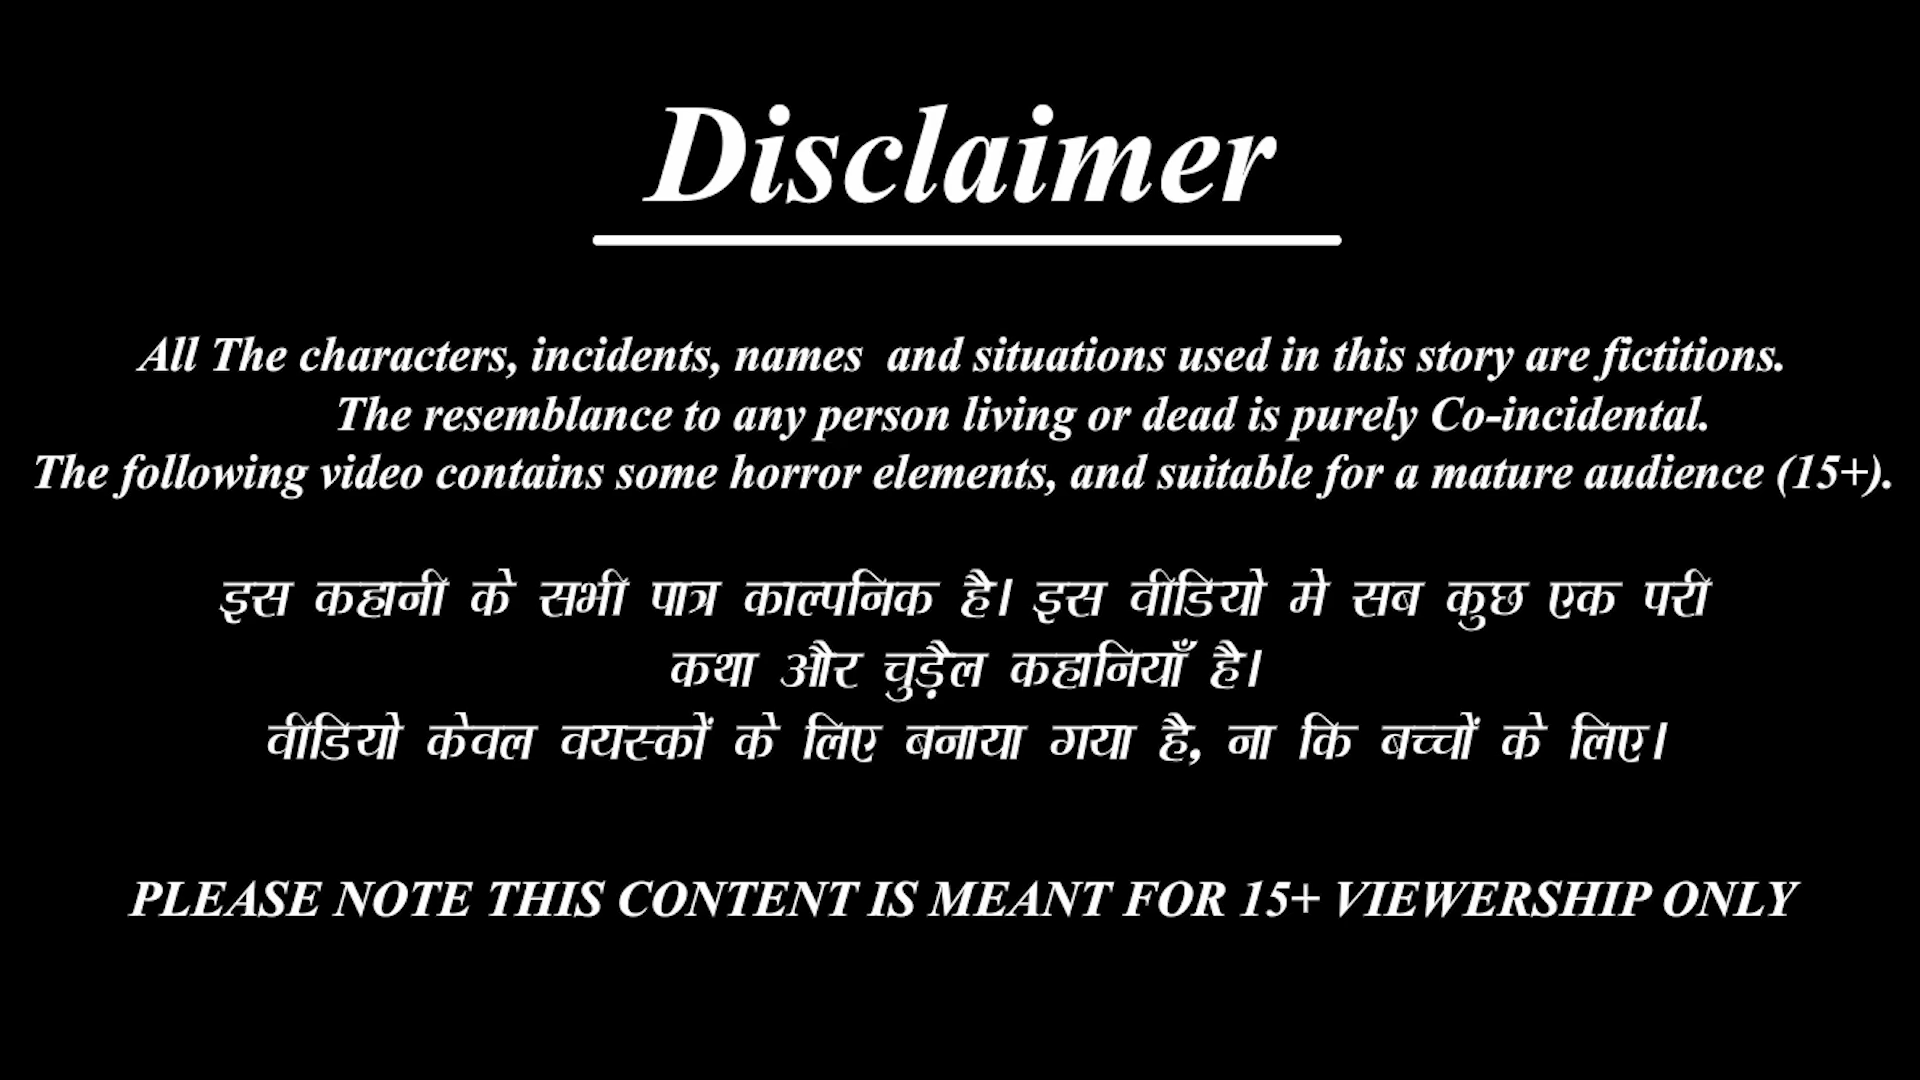 Disclaimer
All The characters, incidents, names and situations used in this story are fictitions.
The resemblance to any person living or dead is purely Co-incidental.
The following video contains some horror elements, and suitable for a mature audience (15+).
इस कहानी के सभी पात्र काल्पनिक है। इस वीडियो मे सब कुछ एक परी
कथा और चुड़ैल कहानियाँ है।
वीडियो केवल वयस्कों के लिए बनाया गया है, ना कि बच्चों के लिए।
PLEASE NOTE THIS CONTENT IS MEANT FOR 15+ VIEWERSHIP ONLY